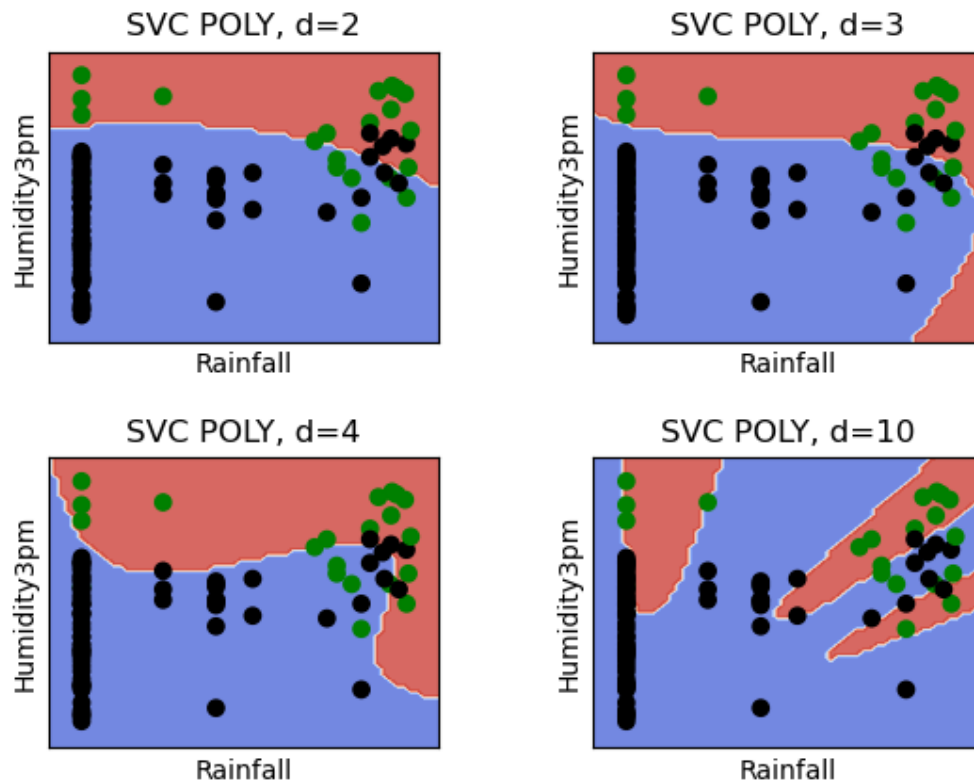 SVC POLY, d=2
Humidity3pm
Rainfall
SVC POLY, d=3
Humidity3pm
Rainfall
SVC POLY, d=4
Humidity3pm
Rainfall
SVC POLY, d=10
Humidity3pm
Rainfall